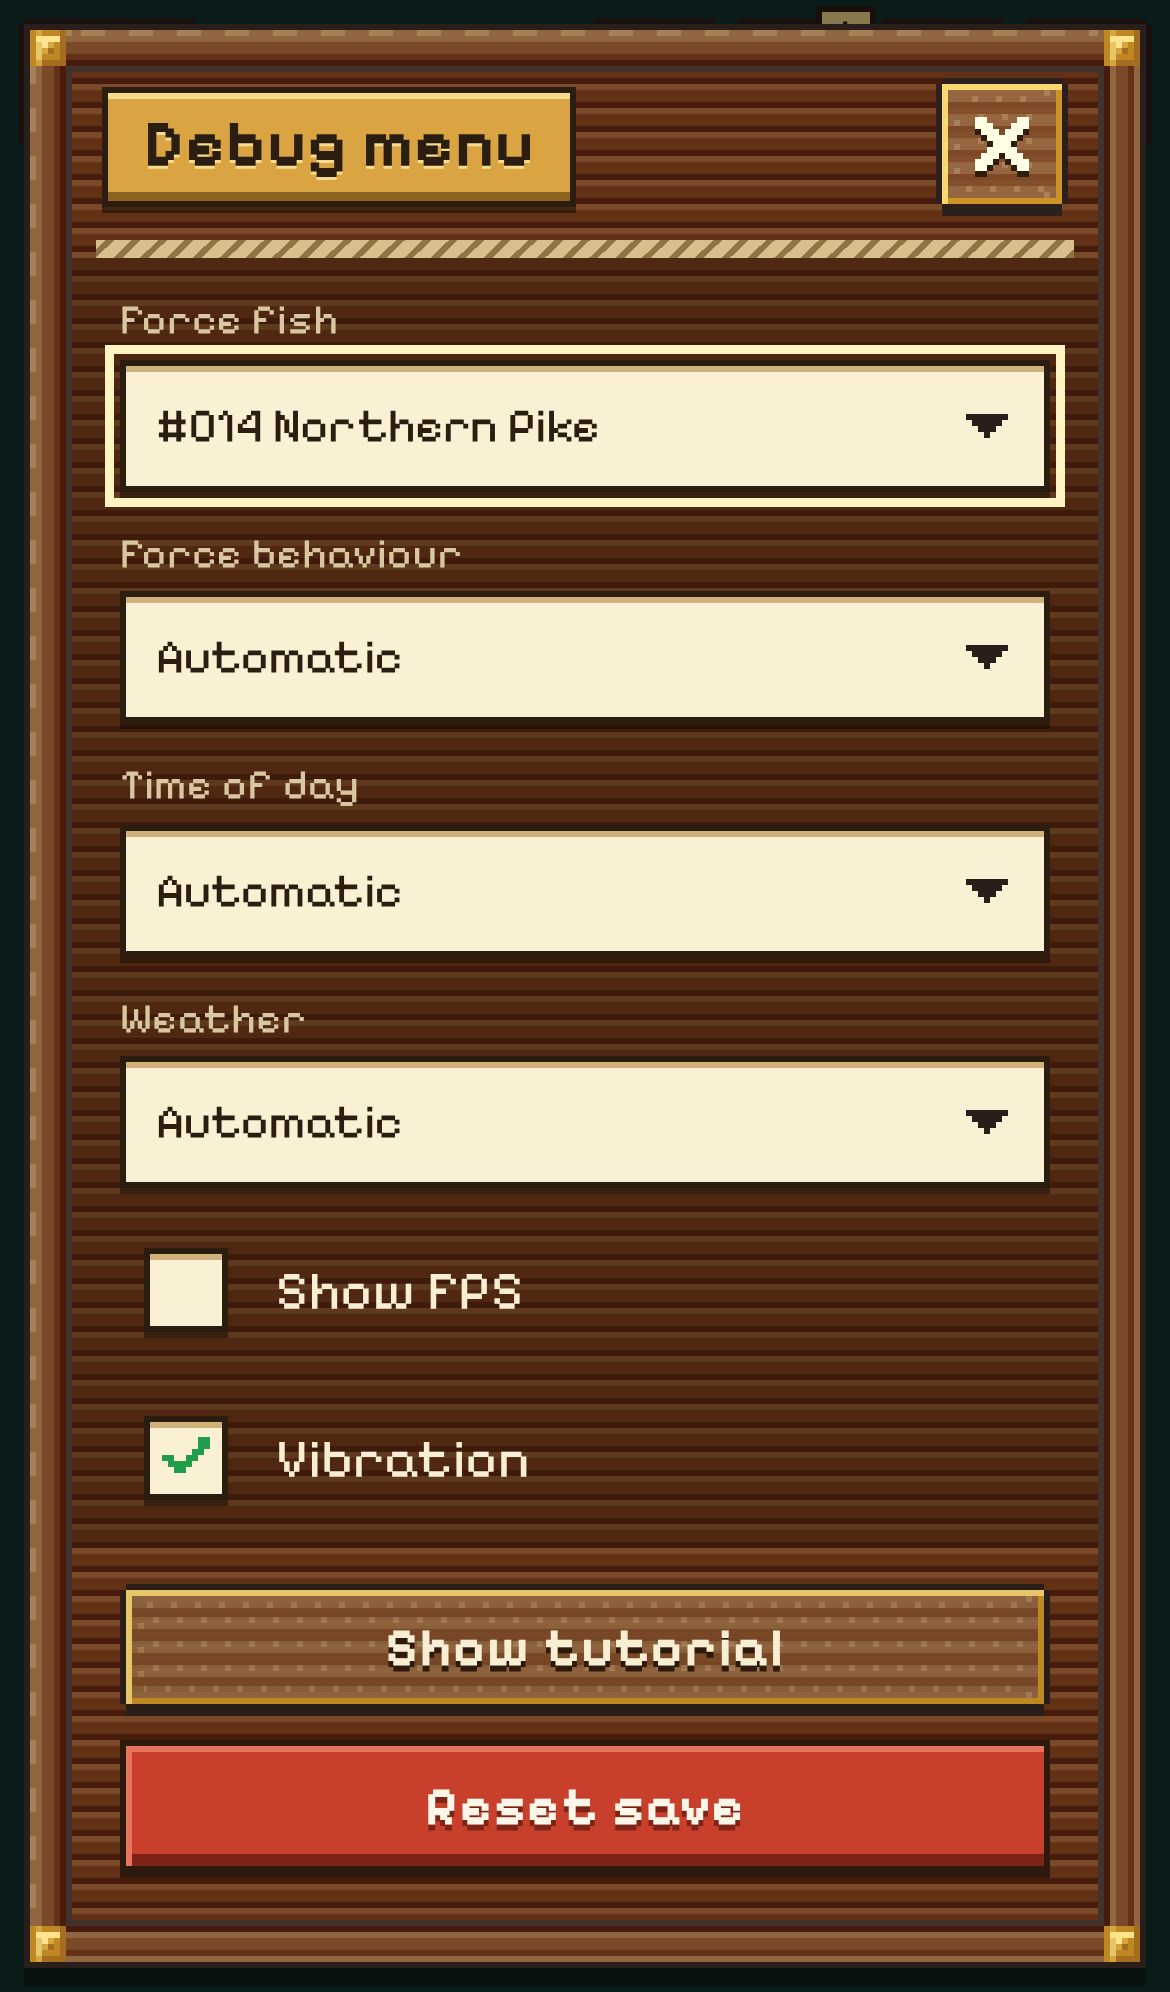 Debug menu
Force fish
#014 Northern Pike
Force behaviour
Automatic
Time of day
Automatic
Weather
Automatic
Show FPS
Vibration
Show tutorial
Reset save